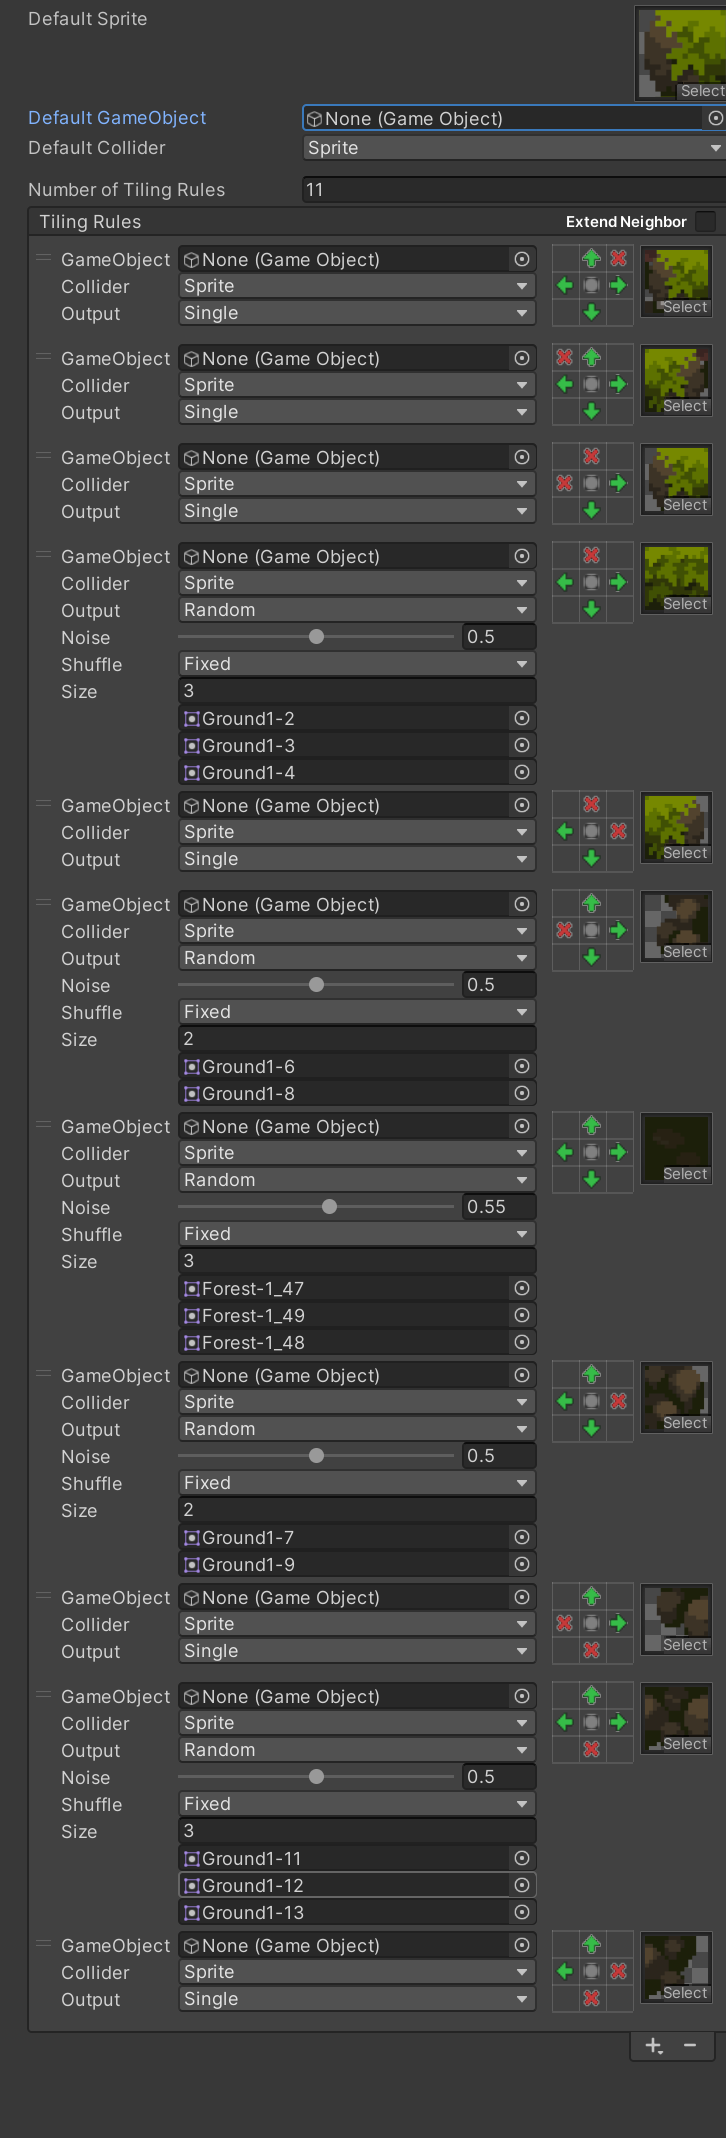 Default Sprite
Select
Default GameObject None (Game Object)
Default Collider Sprite
Number of Tiling Rules 11
Tiling Rules Extend Neighbor
GameObject None (Game Object)
Collider Sprite
Output Single
Select
GameObject None (Game Object)
Collider Sprite
Output Single
Select
GameObject None (Game Object)
Collider Sprite
Output Single
Select
GameObject None (Game Object)
Collider Sprite
Output Random
Select
Noise 0.5
Shuffle Fixed
Size 3
Ground1-2
Ground1-3
Ground1-4
GameObject None (Game Object)
Collider Sprite
Output Single
Select
GameObject None (Game Object)
Collider Sprite
Output Random
Select
Noise 0.5
Shuffle Fixed
Size 2
Ground1-6
Ground1-8
GameObject None (Game Object)
Collider Sprite
Output Random
Select
Noise 0.55
Shuffle Fixed
Size 3
Forest-1_47
Forest-1_49
Forest-1_48
GameObject None (Game Object)
Collider Sprite
Output Random
Select
Noise 0.5
Shuffle Fixed
Size 2
Ground1-7
Ground1-9
GameObject None (Game Object)
Collider Sprite
Output Single
Select
GameObject None (Game Object)
Collider Sprite
Output Random
Select
Noise 0.5
Shuffle Fixed
Size 3
Ground1-11
Ground1-12
Ground1-13
GameObject None (Game Object)
Collider Sprite
Output Single
Select